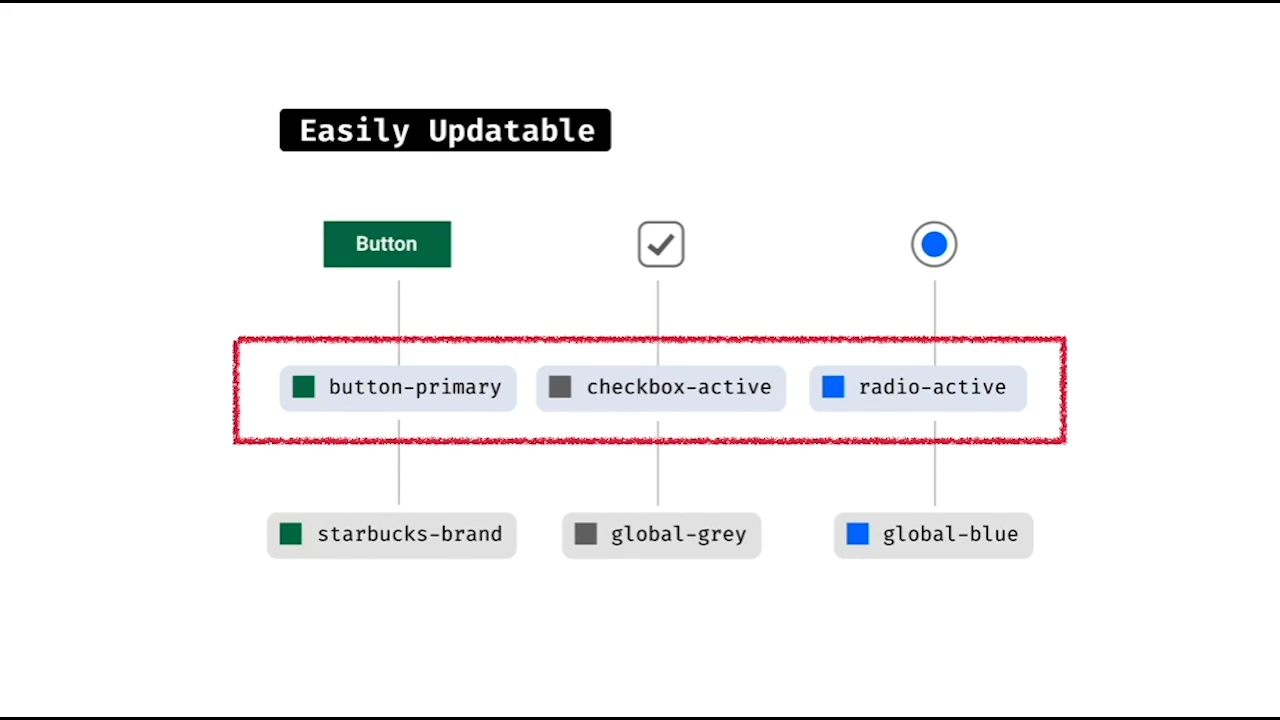 Easily Updatable
Button
button-primary checkbox-active radio-active
starbucks-brand global-grey global-blue